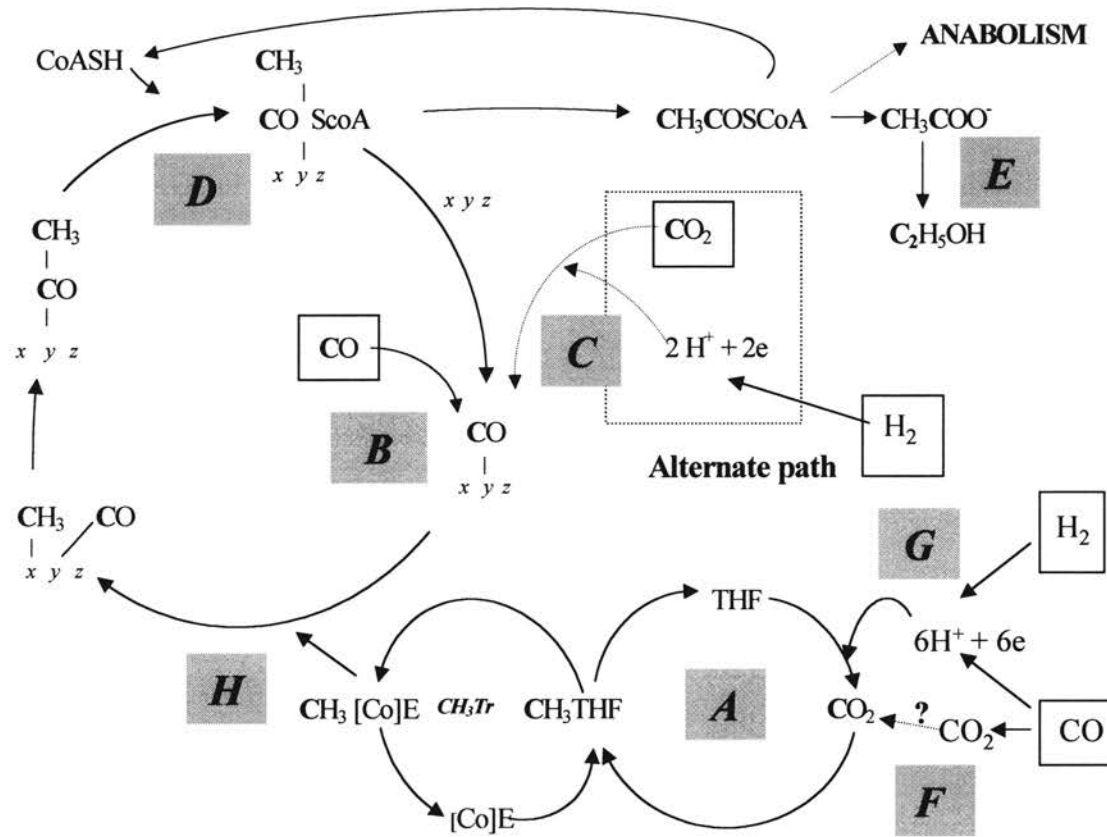 ANABOLISM
CoASH
CH₃
CO ScoA
x y z
D
CH₃COSCoA
CH₃COO⁻
E
C₂H₅OH
x y z
CO₂
CH₃
CO
x y z
CO
C
2 H⁺ + 2e
B
CO
x y z
H₂
Alternate path
CH₃ CO
x y z
G
H₂
THF
6H⁺ + 6e
H
CH₃ [Co]E
CH₃Tr
CH₃THF
A
CO₂
?
CO₂
CO
F
[Co]E